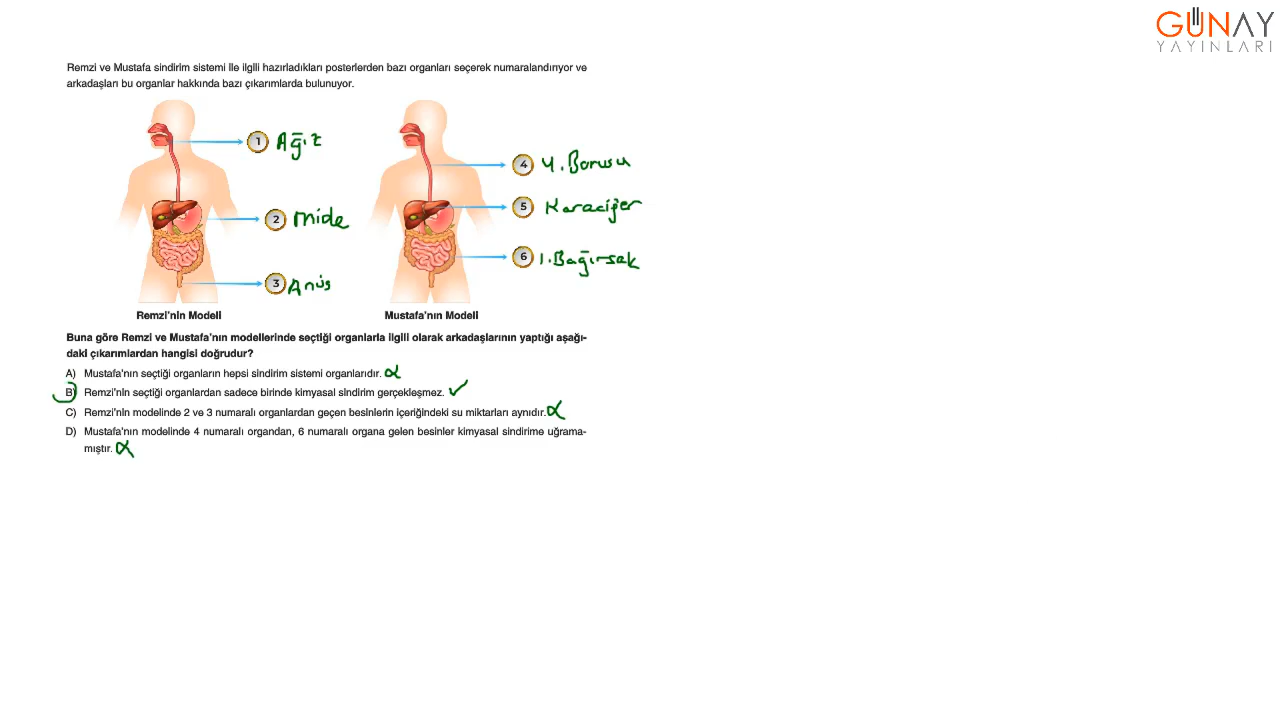 GÜNAY
YAYINLARI
Remzi ve Mustafa sindirim sistemi ile ilgili hazırladıkları posterlerden bazı organları seçerek numaralandırıyor ve
arkadaşları bu organlar hakkında bazı çıkarımlarda bulunuyor.
1 Ağız
2 mide
3 Anüs
4 Y. Borusu
5 Karaciğer
6 İ. Bağırsak
Remzi'nin Modeli
Mustafa'nın Modeli
Buna göre Remzi ve Mustafa'nın modellerinde seçtiği organlarla ilgili olarak arkadaşlarının yaptığı aşağı-
daki çıkarımlardan hangisi doğrudur?
A) Mustafa'nın seçtiği organların hepsi sindirim sistemi organlarıdır.
B) Remzi'nin seçtiği organlardan sadece birinde kimyasal sindirim gerçekleşmez.
C) Remzi'nin modelinde 2 ve 3 numaralı organlardan geçen besinlerin içeriğindeki su miktarları aynıdır.
D) Mustafa'nın modelinde 4 numaralı organdan, 6 numaralı organa gelen besinler kimyasal sindirime uğrama-
mıştır.